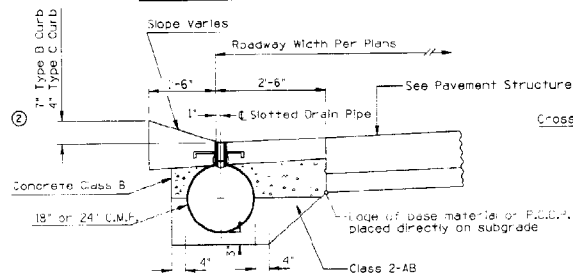 Slope Varies
7" Type B Curb
4" Type C Curb
Roadway Width Per Plans
2'-6"
1"
℄ Slotted Drain Pipe
See Pavement Structure
②
Cross
Concrete Class B
18" or 24" C.M.P.
3"
4"
4"
Edge of base material or P.C.C.P.
placed directly on subgrade
Class 2-AB